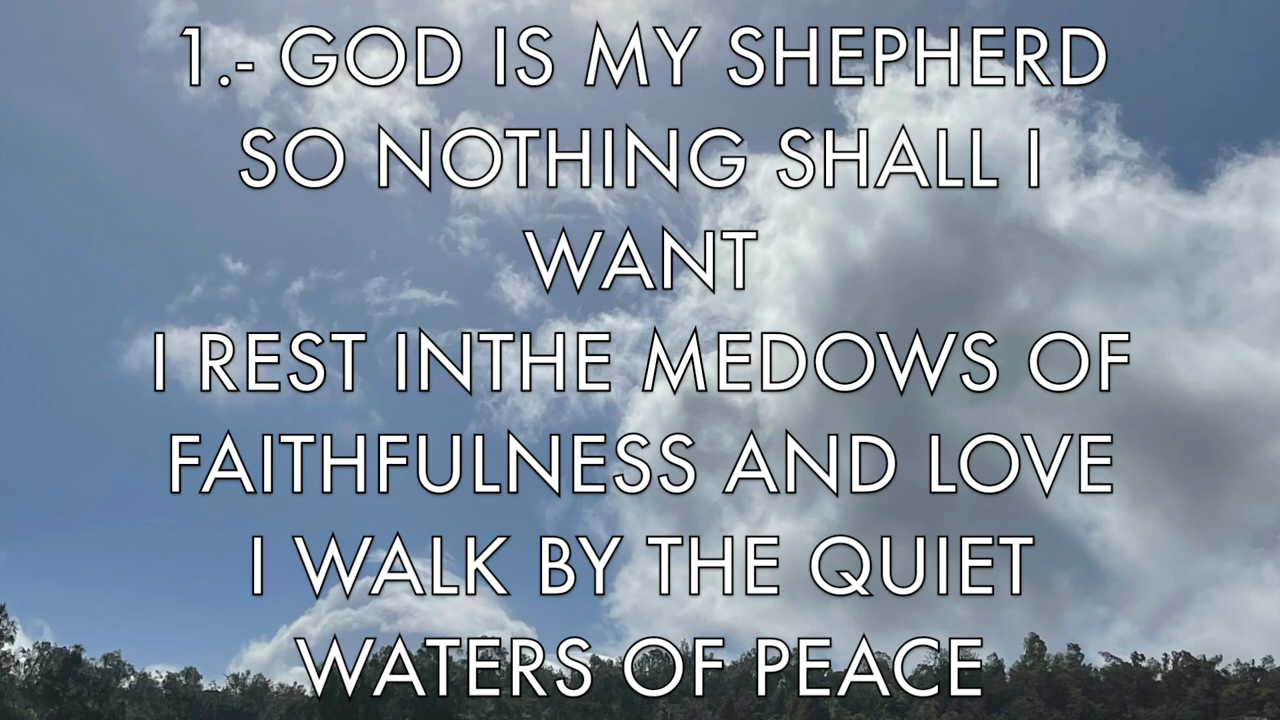 1.- GOD IS MY SHEPHERD
SO NOTHING SHALL I
WANT
I REST INTHE MEDOWS OF
FAITHFULNESS AND LOVE
I WALK BY THE QUIET
WATERS OF PEACE